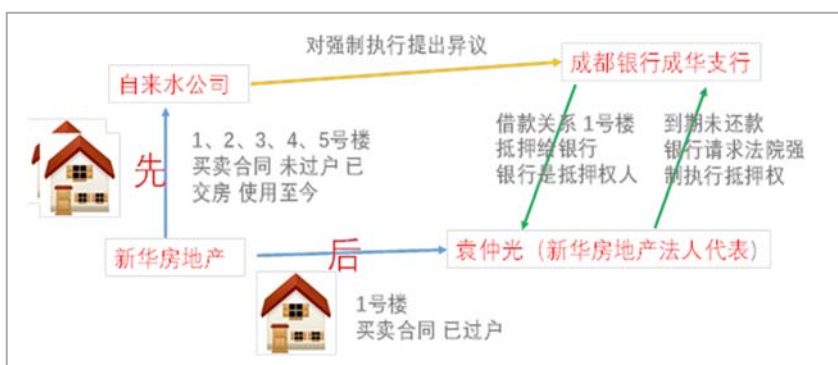 对强制执行提出异议
自来水公司
成都银行成华支行
先
1、2、3、4、5号楼
买卖合同 未过户 已
交房 使用至今
借款关系 1号楼
抵押给银行
银行是抵押权人
到期未还款
银行请求法院强
制执行抵押权
新华房地产
后
袁仲光（新华房地产法人代表）
1号楼
买卖合同 已过户